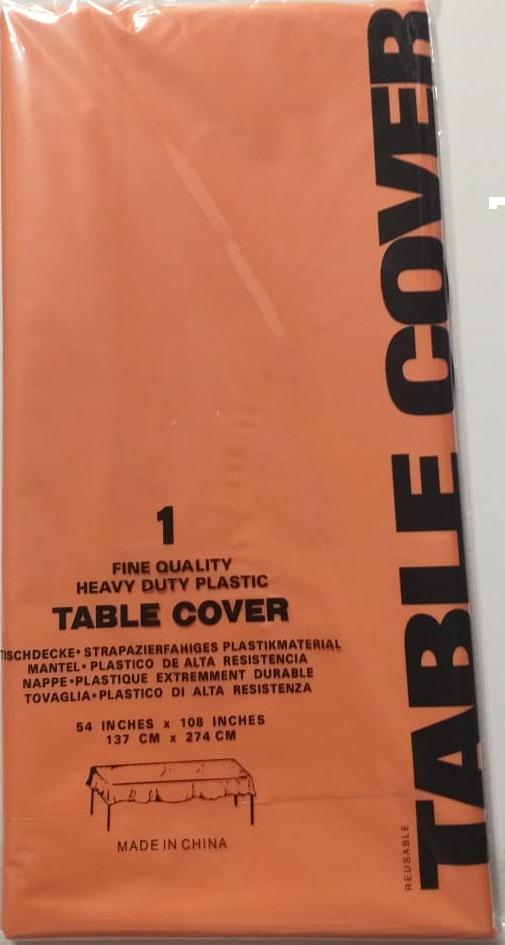 1
FINE QUALITY
HEAVY DUTY PLASTIC
TABLE COVER
TISCHDECKE• STRAPAZIERFAHIGES PLASTIKMATERIAL
MANTEL• PLASTICO DE ALTA RESISTENCIA
NAPPE•PLASTIQUE EXTREMMENT DURABLE
TOVAGLIA•PLASTICO DI ALTA RESISTENZA
54 INCHES x 108 INCHES
137 CM x 274 CM
MADE IN CHINA
REUSABLE
TABLE COVER